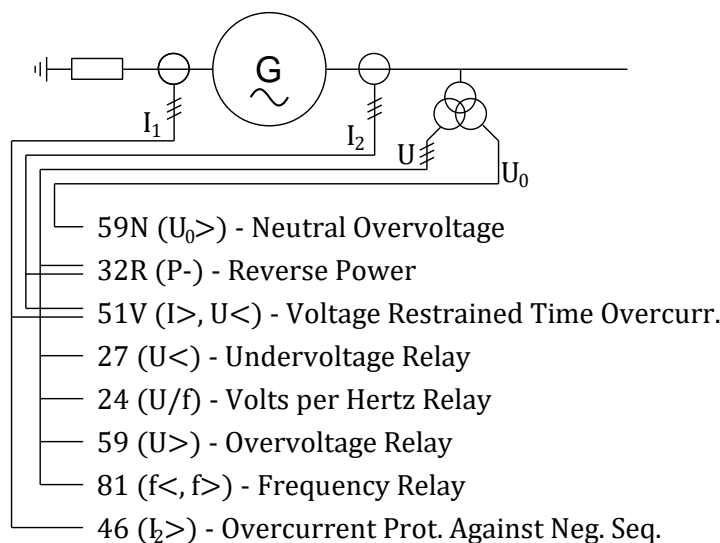 G
I₁
I₂
U
U₀
59N (U₀>) - Neutral Overvoltage
32R (P-) - Reverse Power
51V (I>, U<) - Voltage Restrained Time Overcurr.
27 (U<) - Undervoltage Relay
24 (U/f) - Volts per Hertz Relay
59 (U>) - Overvoltage Relay
81 (f<, f>) - Frequency Relay
46 (I₂>) - Overcurrent Prot. Against Neg. Seq.